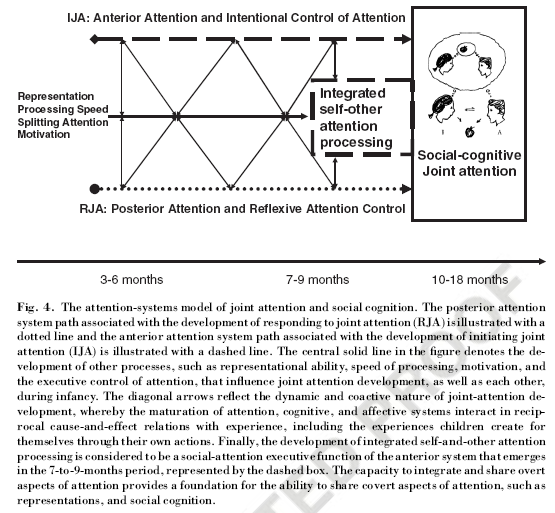 IJA: Anterior Attention and Intentional Control of Attention
Representation
Processing Speed
Splitting Attention
Motivation
Integrated
self-other
attention
processing
I
A
Social-cognitive
Joint attention
RJA: Posterior Attention and Reflexive Attention Control
3-6 months
7-9 months
10-18 months
Fig. 4. The attention-systems model of joint attention and social cognition. The posterior attention
system path associated with the development of responding to joint attention (RJA) is illustrated with a
dotted line and the anterior attention system path associated with the development of initiating joint
attention (IJA) is illustrated with a dashed line. The central solid line in the figure denotes the de-
velopment of other processes, such as representational ability, speed of processing, motivation, and
the executive control of attention, that influence joint attention development, as well as each other,
during infancy. The diagonal arrows reflect the dynamic and coactive nature of joint-attention de-
velopment, whereby the maturation of attention, cognitive, and affective systems interact in recip-
rocal cause-and-effect relations with experience, including the experiences children create for
themselves through their own actions. Finally, the development of integrated self-and-other attention
processing is considered to be a social-attention executive function of the anterior system that emerges
in the 7-to-9-months period, represented by the dashed box. The capacity to integrate and share overt
aspects of attention provides a foundation for the ability to share covert aspects of attention, such as
representations, and social cognition.
TED PROOF